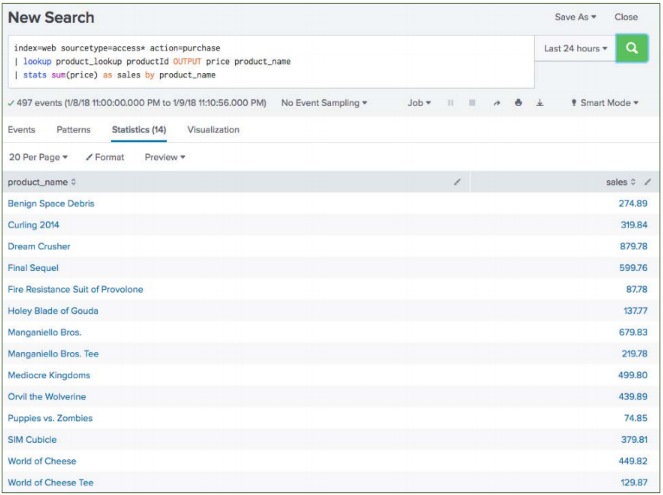 New Search
Save As Close
index=web sourcetype=access* action=purchase
| lookup product_lookup productId OUTPUT price product_name
| stats sum(price) as sales by product_name
Last 24 hours
497 events (1/8/18 11:00:00.000 PM to 1/9/18 11:10:56.000 PM) No Event Sampling Job Smart Mode
Events Patterns Statistics (14) Visualization
20 Per Page Format Preview
product_name sales
Benign Space Debris 274.89
Curling 2014 319.84
Dream Crusher 879.78
Final Sequel 599.76
Fire Resistance Suit of Provolone 87.78
Holey Blade of Gouda 137.77
Manganiello Bros. 679.83
Manganiello Bros. Tee 219.78
Mediocre Kingdoms 499.80
Orvil the Wolverine 439.89
Puppies vs. Zombies 74.85
SIM Cubicle 379.81
World of Cheese 449.82
World of Cheese Tee 129.87